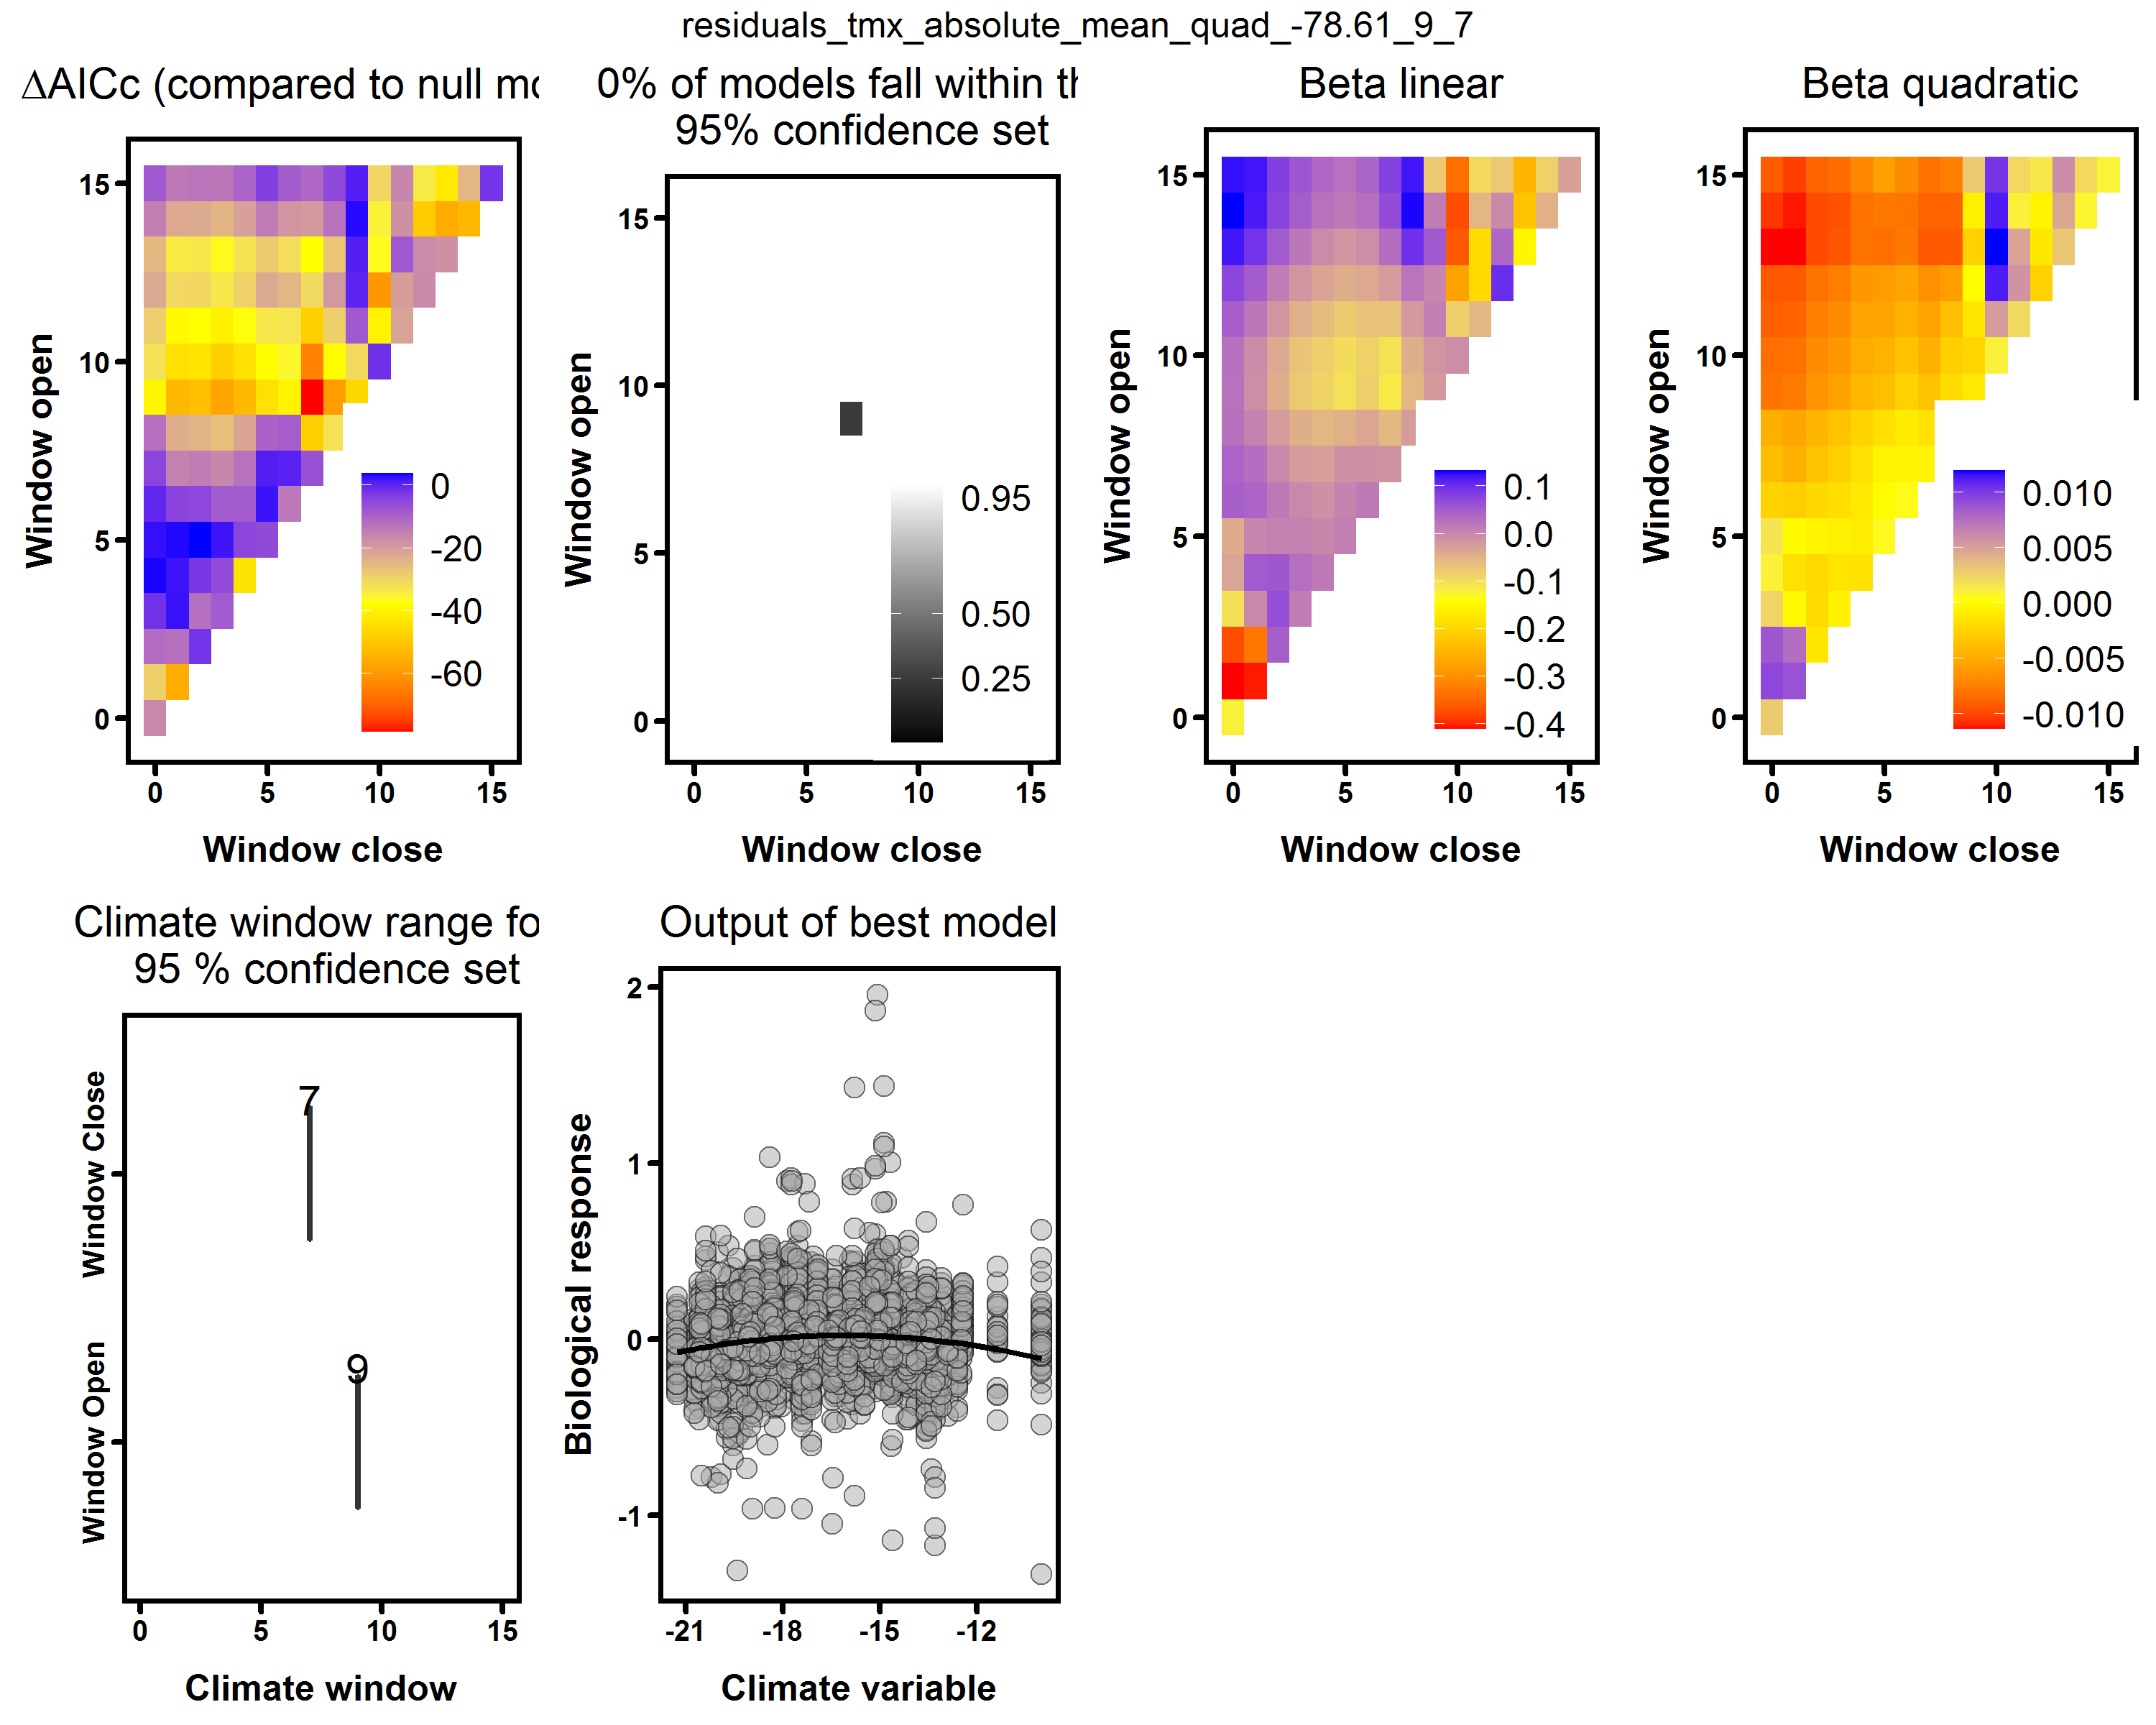 residuals_tmx_absolute_mean_quad_-78.61_9_7
ΔAICc (compared to null mo
Window open
15
10
5
0
0
-20
-40
-60
0 5 10 15
Window close
0% of models fall within th
95% confidence set
Window open
15
10
5
0
0.95
0.50
0.25
0 5 10 15
Window close
Beta linear
Window open
15
10
5
0
0.1
0.0
-0.1
-0.2
-0.3
-0.4
0 5 10 15
Window close
Beta quadratic
Window open
15
10
5
0
0.010
0.005
0.000
-0.005
-0.010
0 5 10 15
Window close
Climate window range fo
95 % confidence set
Window Close
Window Open
7
9
0 5 10 15
Climate window
Output of best model
Biological response
2
1
0
-1
-21 -18 -15 -12
Climate variable